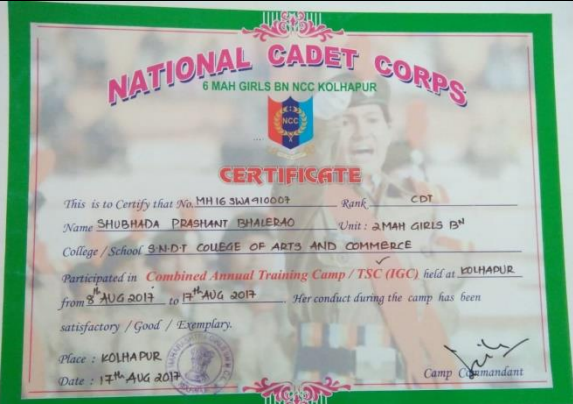 NATIONAL CADET CORPS
6 MAH GIRLS BN NCC KOLHAPUR
NCC
CERTIFICATE
This is to Certify that No. MH16SWA910007 Rank CDT
Name SHUBHADA PRASHANT BHALERAO Unit : 2MAH GIRLS BN
College / School S.N.D.T COLLEGE OF ARTS AND COMMERCE
Participated in Combined Annual Training Camp / TSC (IGC) held at KOLHAPUR
from 8th AUG 2017 to 17th AUG 2017 . Her conduct during the camp has been
satisfactory / Good / Exemplary.
Place : KOLHAPUR
Date : 17th AUG 2017
Camp Commandant